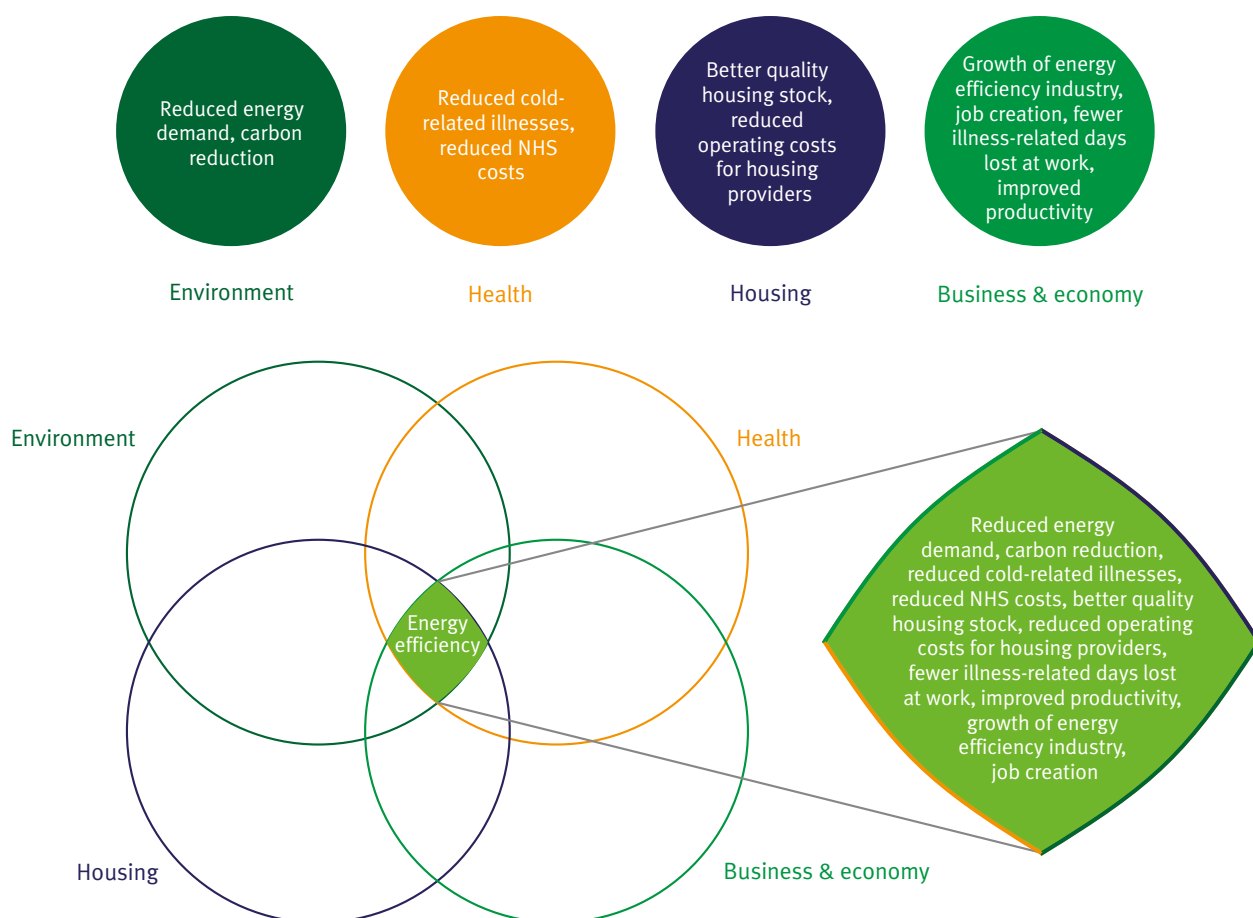 Reduced energy
demand, carbon
reduction
Environment
Reduced cold-
related illnesses,
reduced NHS
costs
Health
Better quality
housing stock,
reduced
operating costs
for housing
providers
Housing
Growth of energy
efficiency industry,
job creation, fewer
illness-related days
lost at work,
improved
productivity
Business & economy
Environment
Health
Energy
efficiency
Housing
Business & economy
Reduced energy
demand, carbon reduction,
reduced cold-related illnesses,
reduced NHS costs, better quality
housing stock, reduced operating
costs for housing providers,
fewer illness-related days lost
at work, improved productivity,
growth of energy
efficiency industry,
job creation